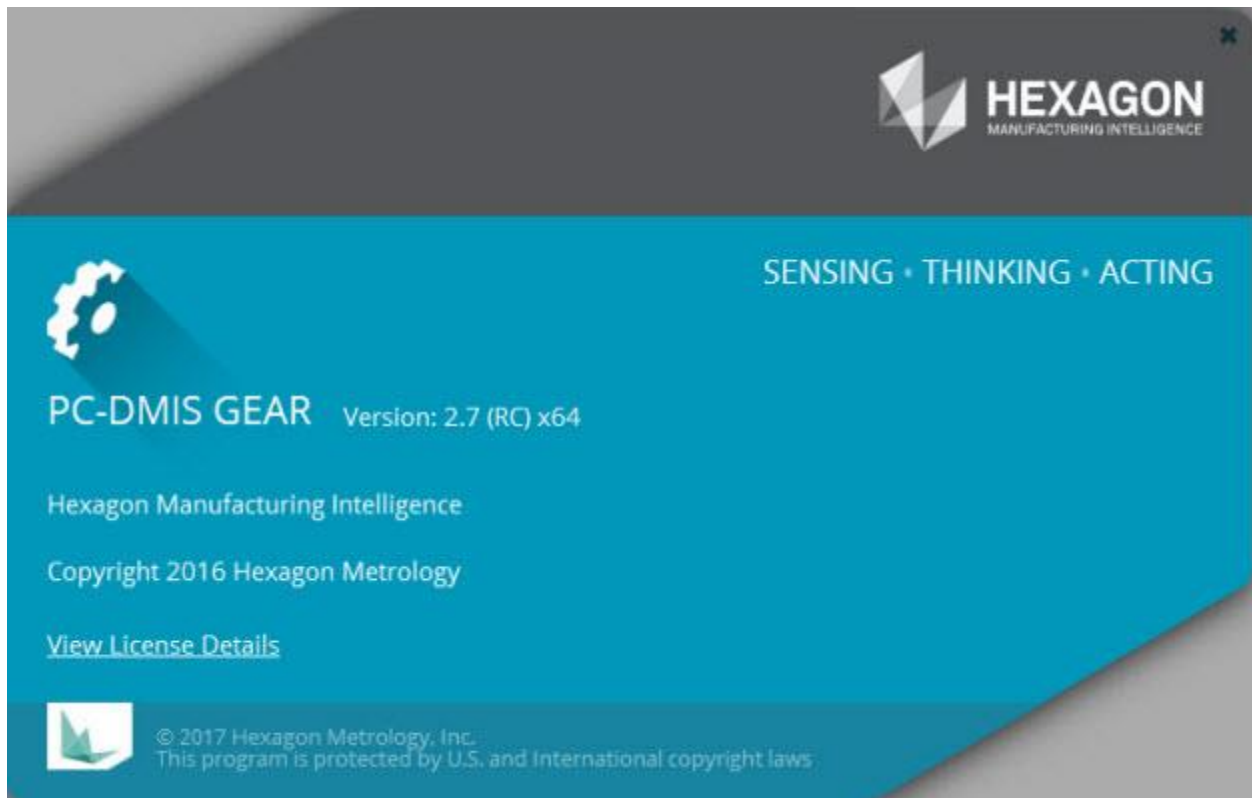 HEXAGON
MANUFACTURING INTELLIGENCE
SENSING • THINKING • ACTING
PC-DMIS GEAR Version: 2.7 (RC) x64
Hexagon Manufacturing Intelligence
Copyright 2016 Hexagon Metrology
View License Details
© 2017 Hexagon Metrology, Inc.
This program is protected by U.S. and International copyright laws